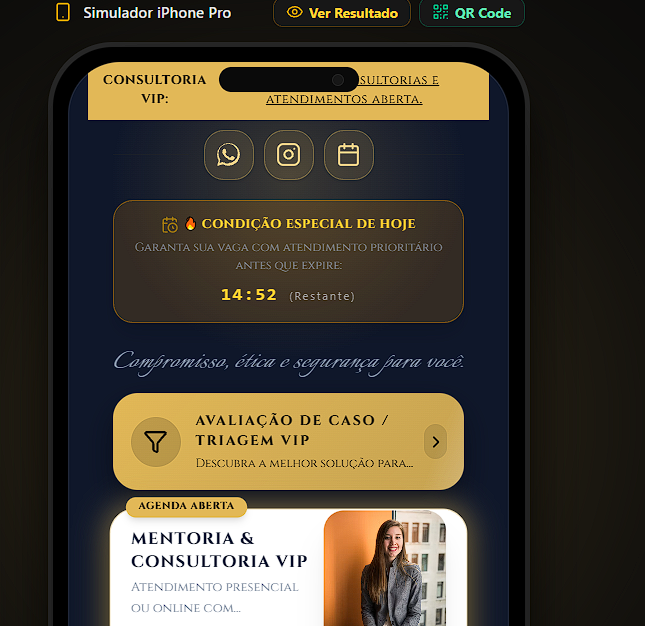 Simulador iPhone Pro
Ver Resultado
QR Code
CONSULTORIA
VIP:
SULTORIAS E
ATENDIMENTOS ABERTA.
CONDIÇÃO ESPECIAL DE HOJE
GARANTA SUA VAGA COM ATENDIMENTO PRIORITÁRIO
ANTES QUE EXPIRE:
14:52 (Restante)
Compromisso, ética e segurança para você.
AVALIAÇÃO DE CASO /
TRIAGEM VIP
DESCUBRA A MELHOR SOLUÇÃO PARA...
AGENDA ABERTA
MENTORIA &
CONSULTORIA VIP
ATENDIMENTO PRESENCIAL
OU ONLINE COM...